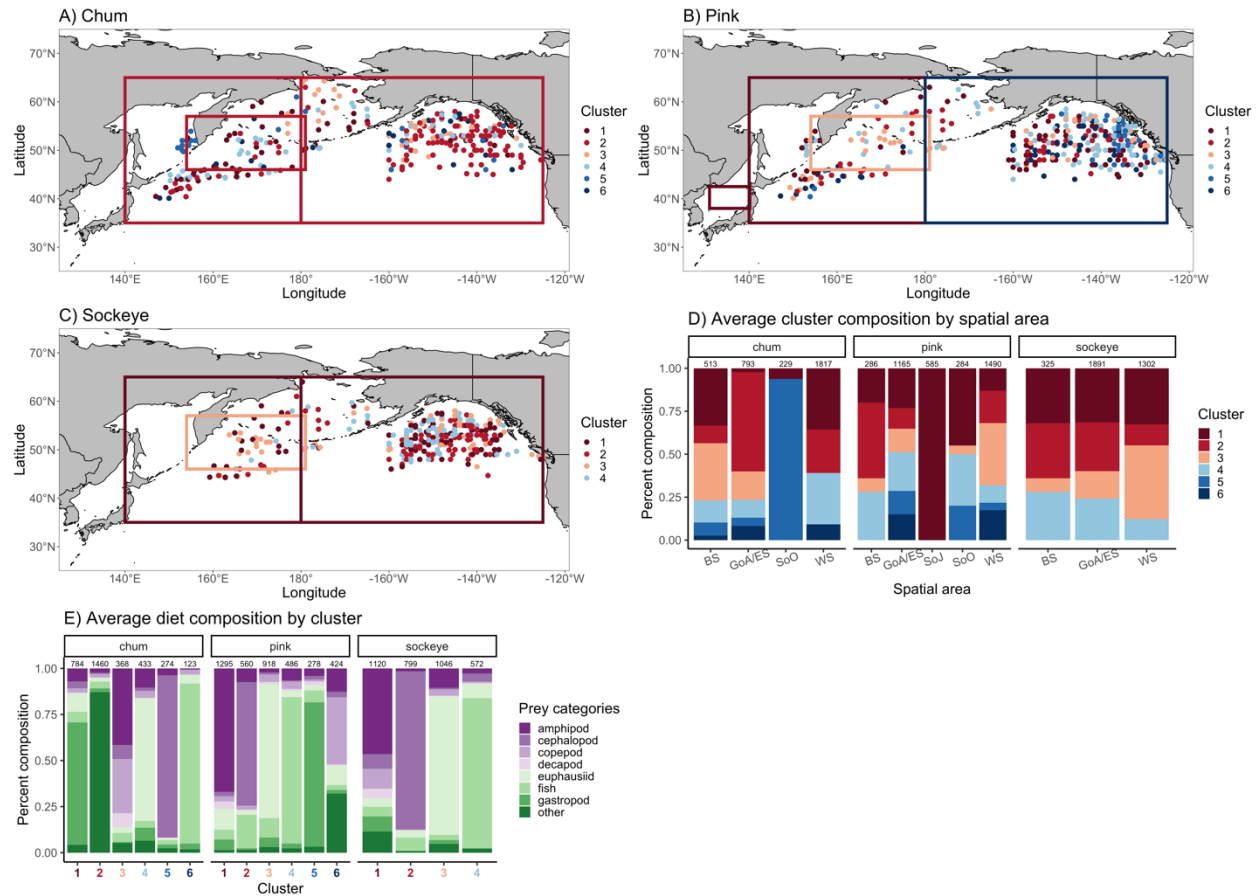 A) Chum
70°N
60°N
50°N
40°N
30°N
Latitude
140°E
160°E
180°
-160°W
-140°W
-120°W
Longitude
Cluster
1
2
3
4
5
6
B) Pink
70°N
60°N
50°N
40°N
30°N
Latitude
140°E
160°E
180°
-160°W
-140°W
-120°W
Longitude
Cluster
1
2
3
4
5
6
C) Sockeye
70°N
60°N
50°N
40°N
30°N
Latitude
140°E
160°E
180°
-160°W
-140°W
-120°W
Longitude
Cluster
1
2
3
4
D) Average cluster composition by spatial area
chum pink sockeye
513 793 229 1817 286 1165 585 284 1490 325 1891 1302
1.00
0.75
0.50
0.25
0.00
Percent composition
BS GoA/ES SoO WS BS GoA/ES SoJ SoO WS BS GoA/ES WS
Spatial area
Cluster
1
2
3
4
5
6
E) Average diet composition by cluster
chum pink sockeye
784 1460 368 433 274 123 1295 560 918 486 278 424 1120 799 1046 572
1.00
0.75
0.50
0.25
0.00
Percent composition
1 2 3 4 5 6 1 2 3 4 5 6 1 2 3 4
Cluster
Prey categories
amphipod
cephalopod
copepod
decapod
euphausiid
fish
gastropod
other